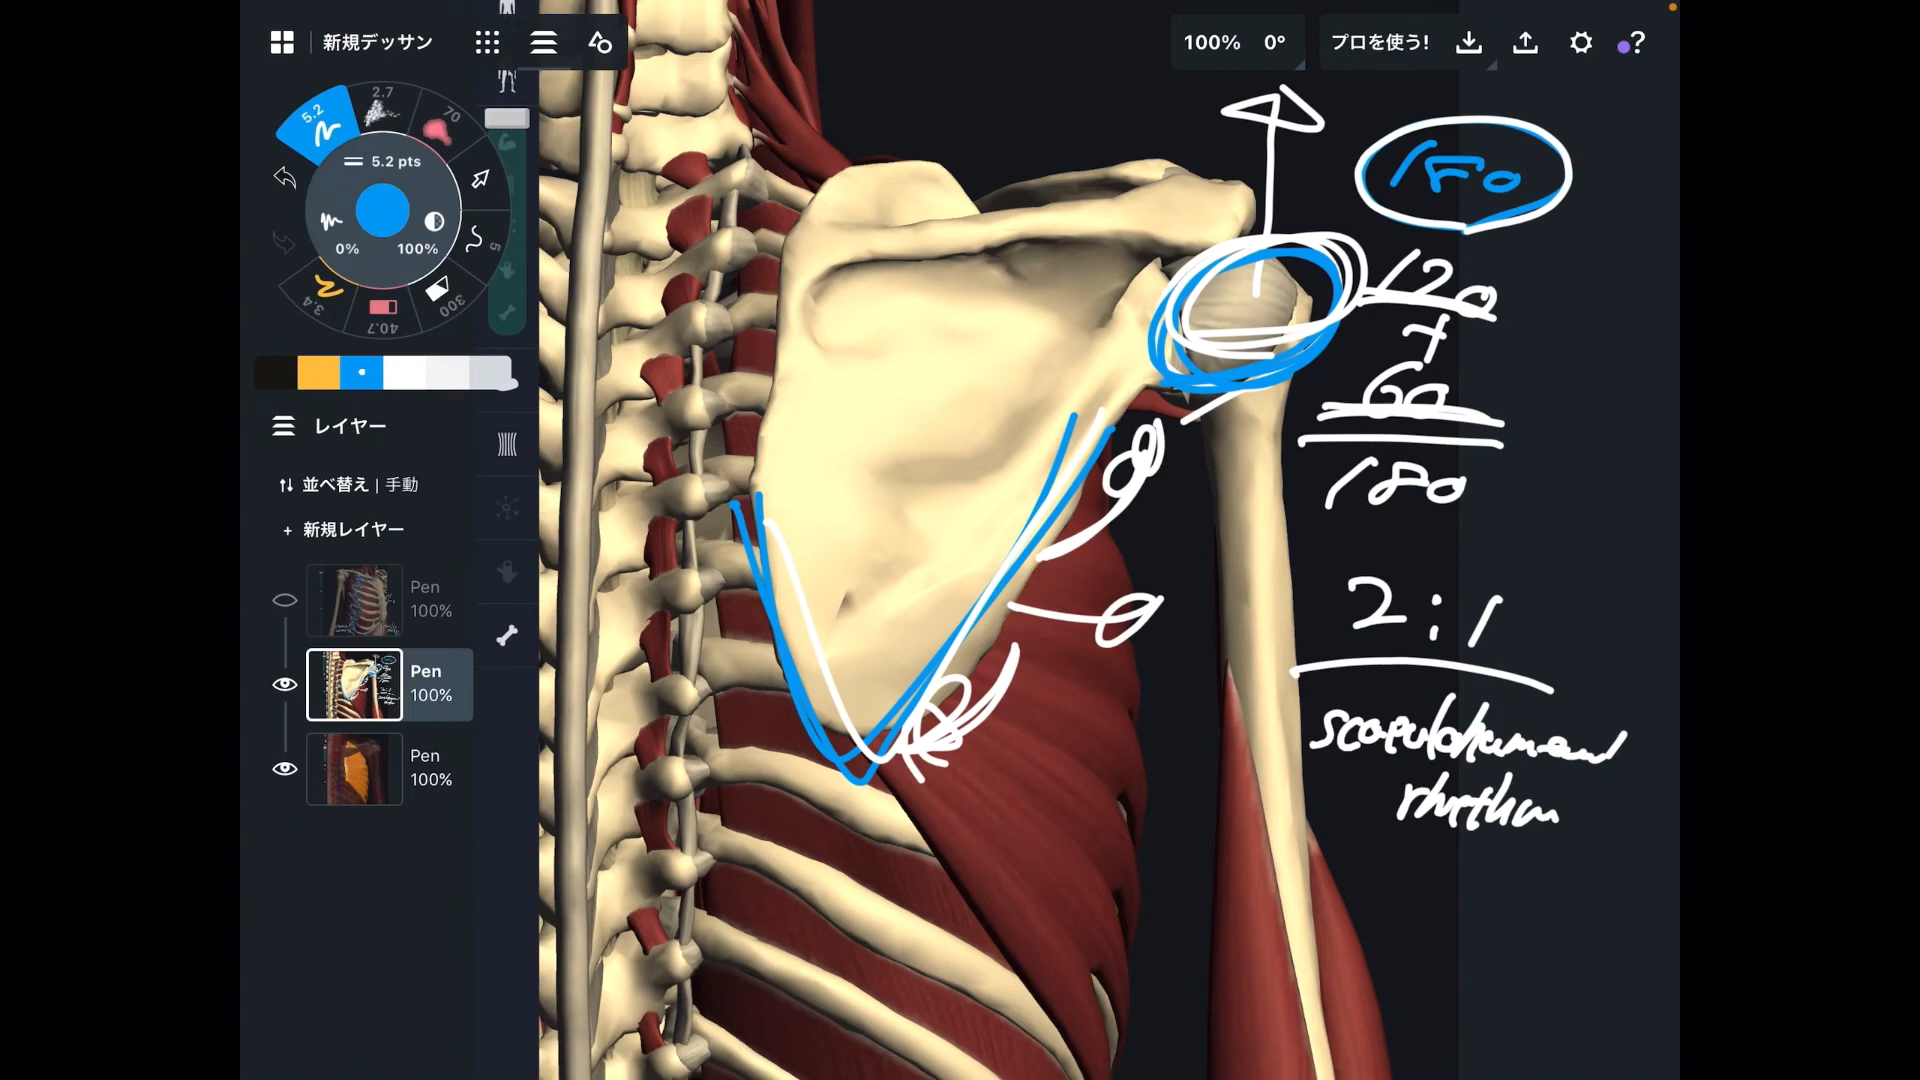 新規デッサン
100% 0° プロを使う! ?
2.7
5.2
70
5.2 pts
0% 100%
5
3.4
40.7
300
レイヤー
並べ替え | 手動
+ 新規レイヤー
Pen
100%
Pen
100%
Pen
100%
180
120
+
60
180
2:1
scapulohumeral
rhythm